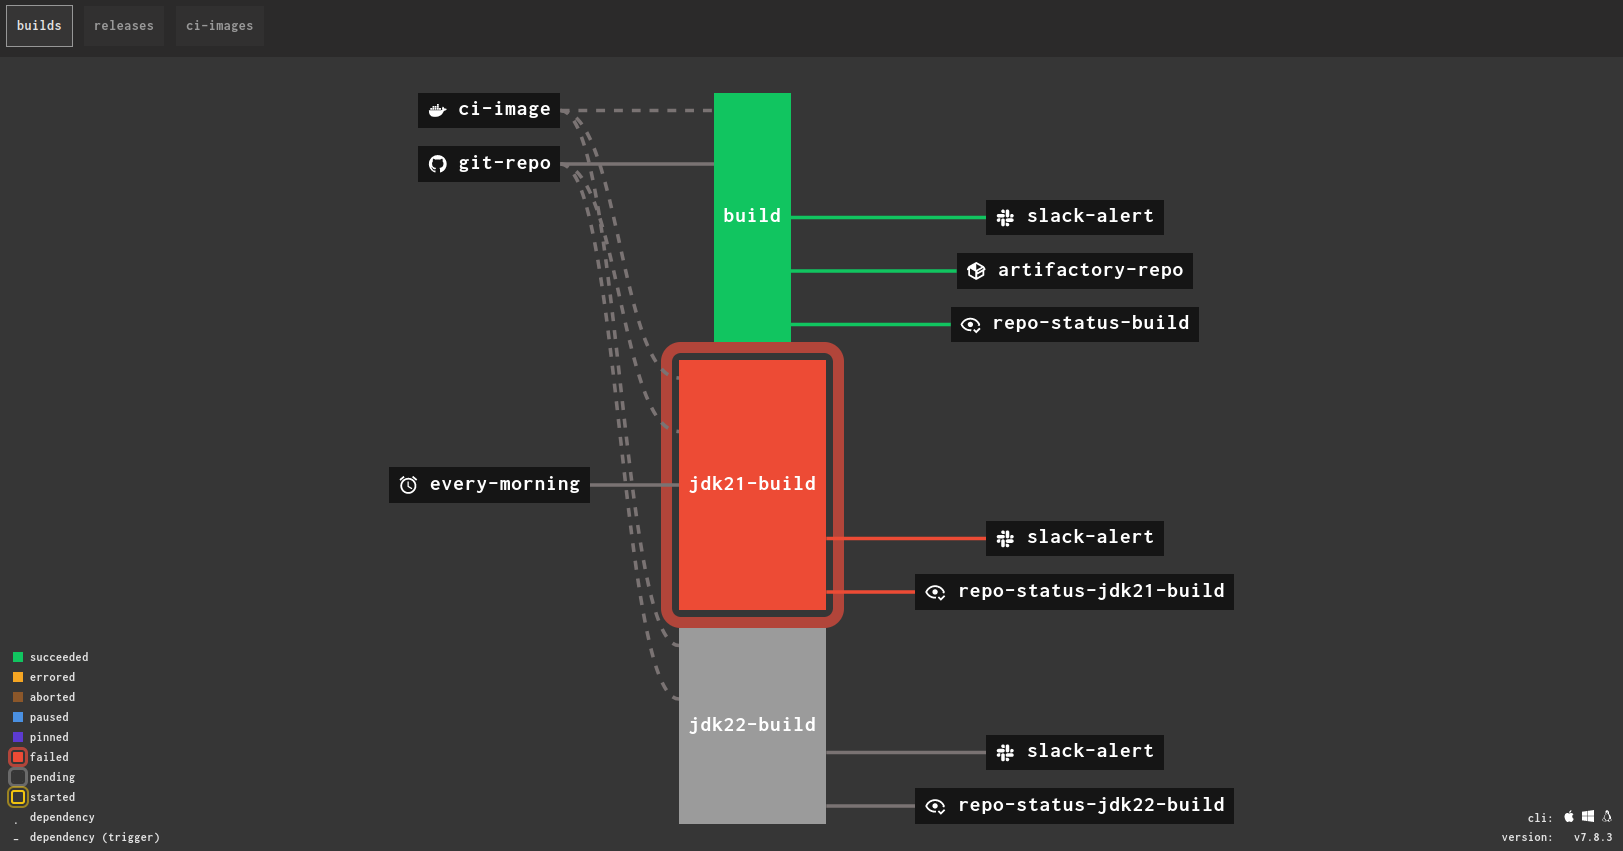 builds
releases
ci-images
ci-image
git-repo
build
slack-alert
artifactory-repo
repo-status-build
every-morning
jdk21-build
slack-alert
repo-status-jdk21-build
jdk22-build
slack-alert
repo-status-jdk22-build
succeeded
errored
aborted
paused
pinned
failed
pending
started
dependency
dependency (trigger)
cli:
version: v7.8.3